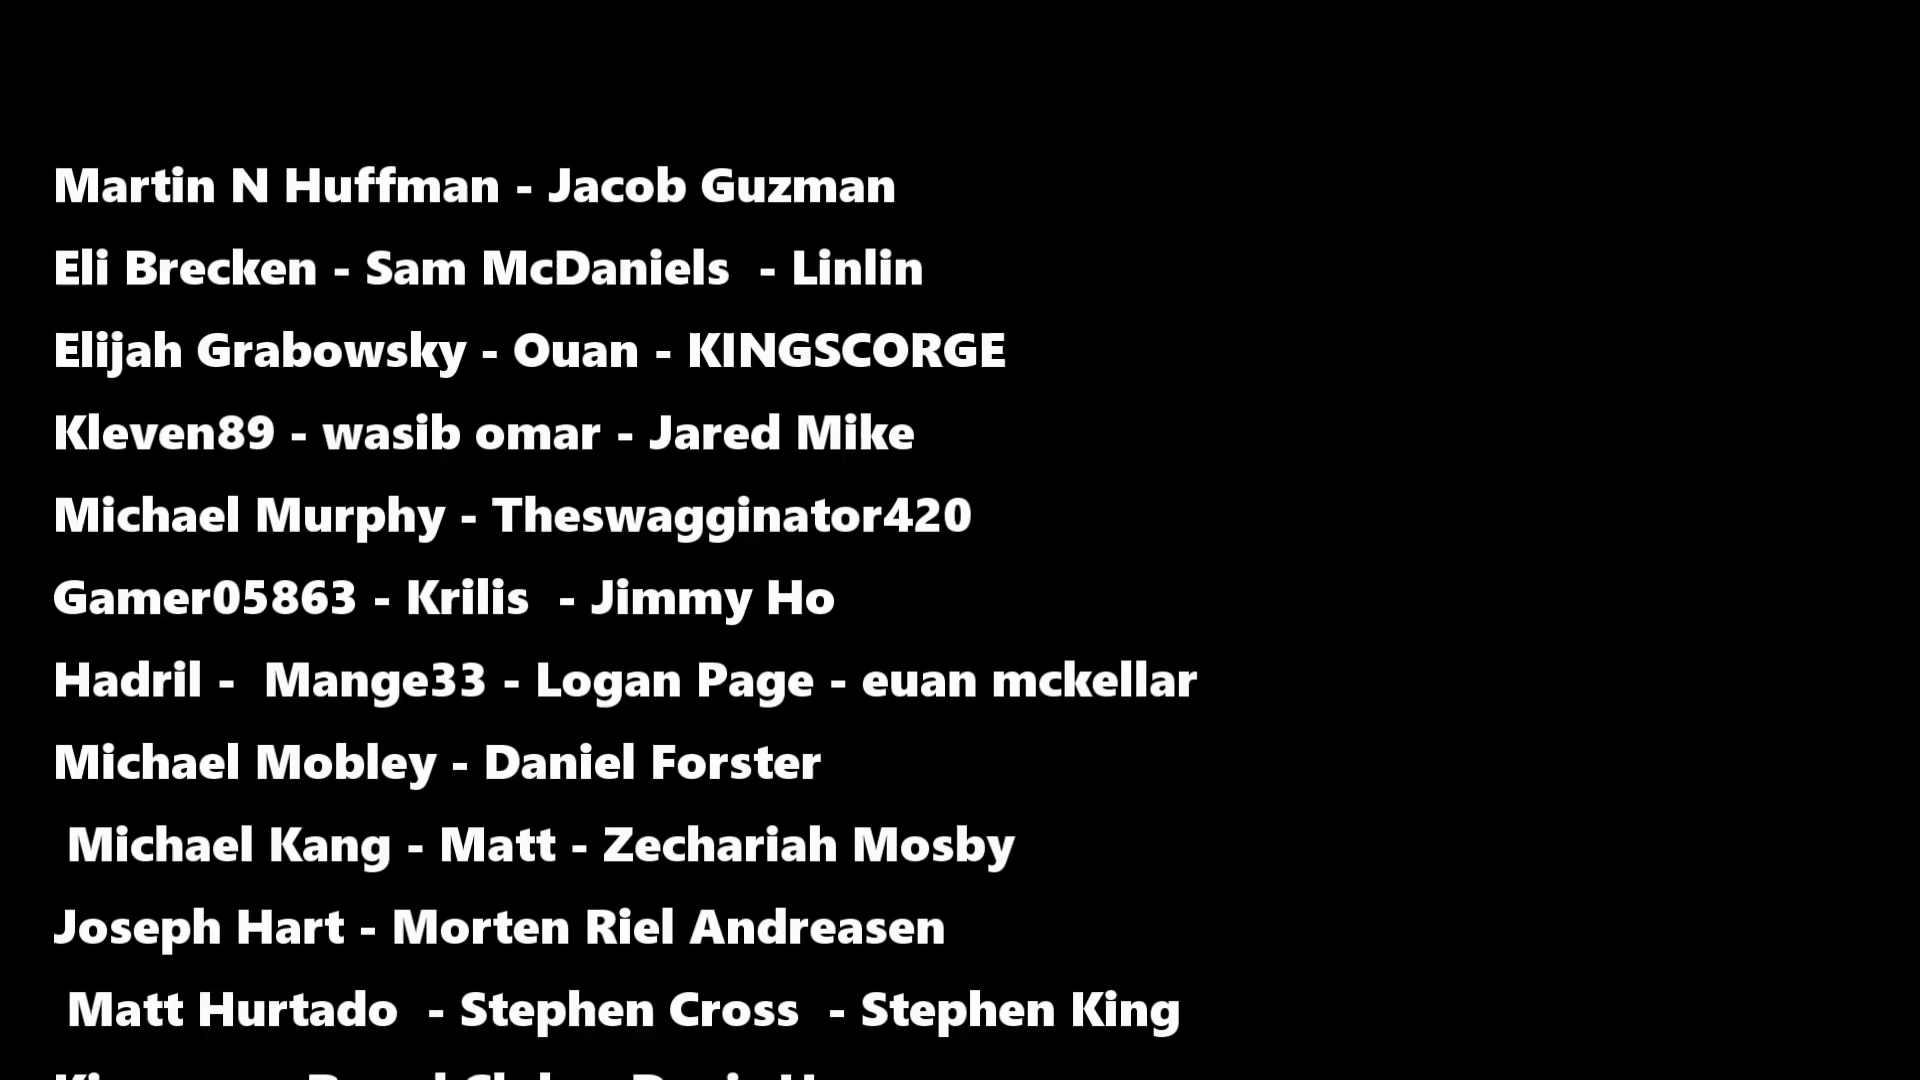 Martin N Huffman - Jacob Guzman
Eli Brecken - Sam McDaniels  - Linlin
Elijah Grabowsky - Ouan - KINGSCORGE
Kleven89 - wasib omar - Jared Mike
Michael Murphy - Theswagginator420
Gamer05863 - Krilis  - Jimmy Ho
Hadril -  Mange33 - Logan Page - euan mckellar
Michael Mobley - Daniel Forster
Michael Kang - Matt - Zechariah Mosby
Joseph Hart - Morten Riel Andreasen
Matt Hurtado  - Stephen Cross  - Stephen King